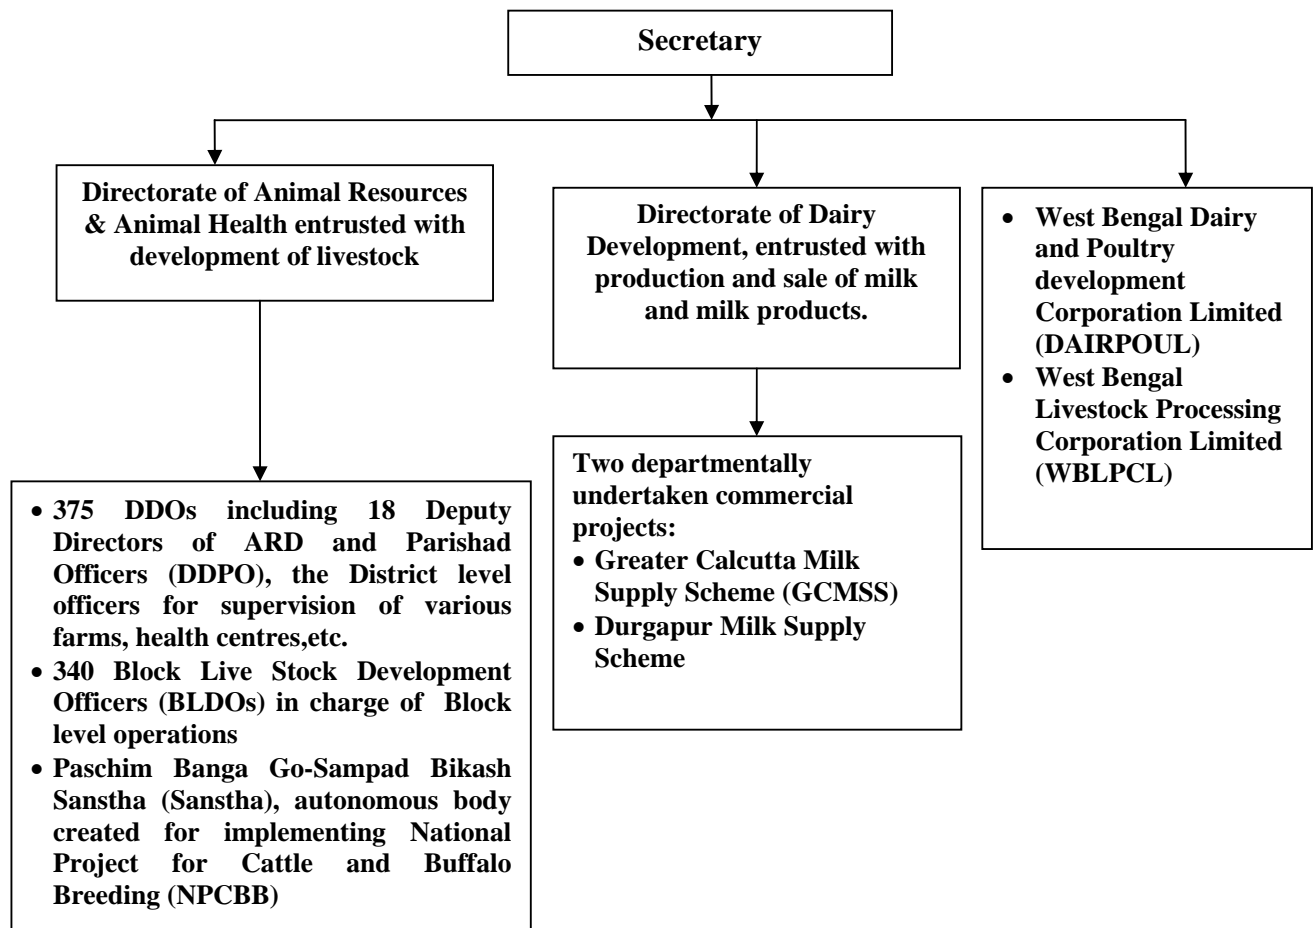 Secretary
Directorate of Animal Resources
& Animal Health entrusted with
development of livestock
Directorate of Dairy
Development, entrusted with
production and sale of milk
and milk products.
• West Bengal Dairy
and Poultry
development
Corporation Limited
(DAIRPOUL)
• West Bengal
Livestock Processing
Corporation Limited
(WBLPCL)
• 375 DDOs including 18 Deputy
Directors of ARD and Parishad
Officers (DDPO), the District level
officers for supervision of various
farms, health centres,etc.
• 340 Block Live Stock Development
Officers (BLDOs) in charge of Block
level operations
• Paschim Banga Go-Sampad Bikash
Sanstha (Sanstha), autonomous body
created for implementing National
Project for Cattle and Buffalo
Breeding (NPCBB)
Two departmentally
undertaken commercial
projects:
• Greater Calcutta Milk
Supply Scheme (GCMSS)
• Durgapur Milk Supply
Scheme